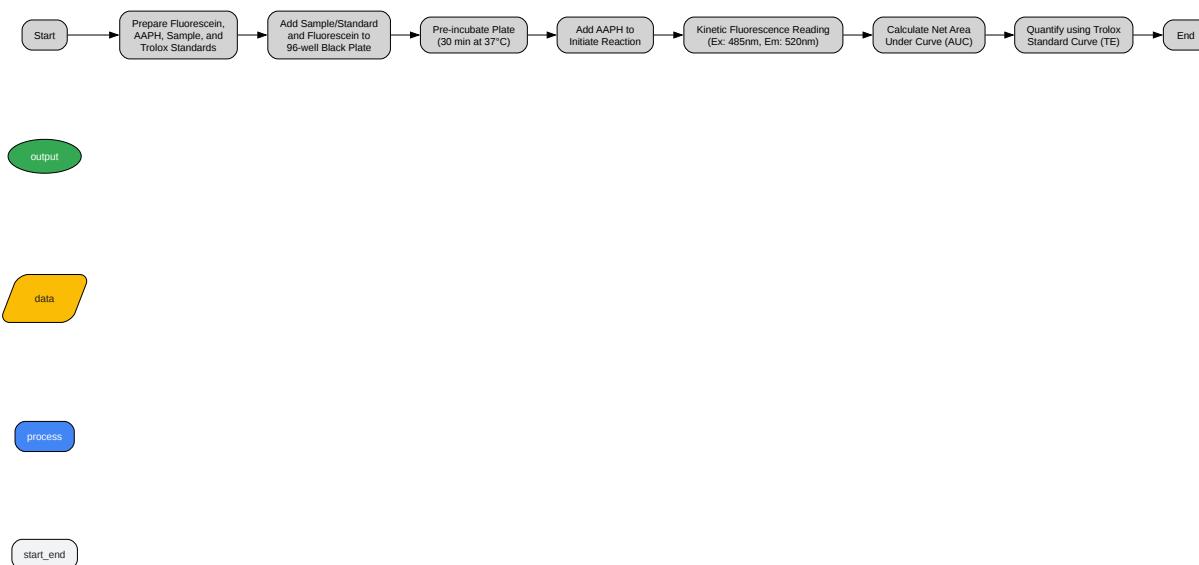 Start
Prepare Fluorescein,
AAPH, Sample, and
Trolox Standards
Add Sample/Standard
and Fluorescein to
96-well Black Plate
Pre-incubate Plate
(30 min at 37°C)
Add AAPH to
Initiate Reaction
Kinetic Fluorescence Reading
(Ex: 485nm, Em: 520nm)
Calculate Net Area
Under Curve (AUC)
Quantify using Trolox
Standard Curve (TE)
End
output
data
process
start_end